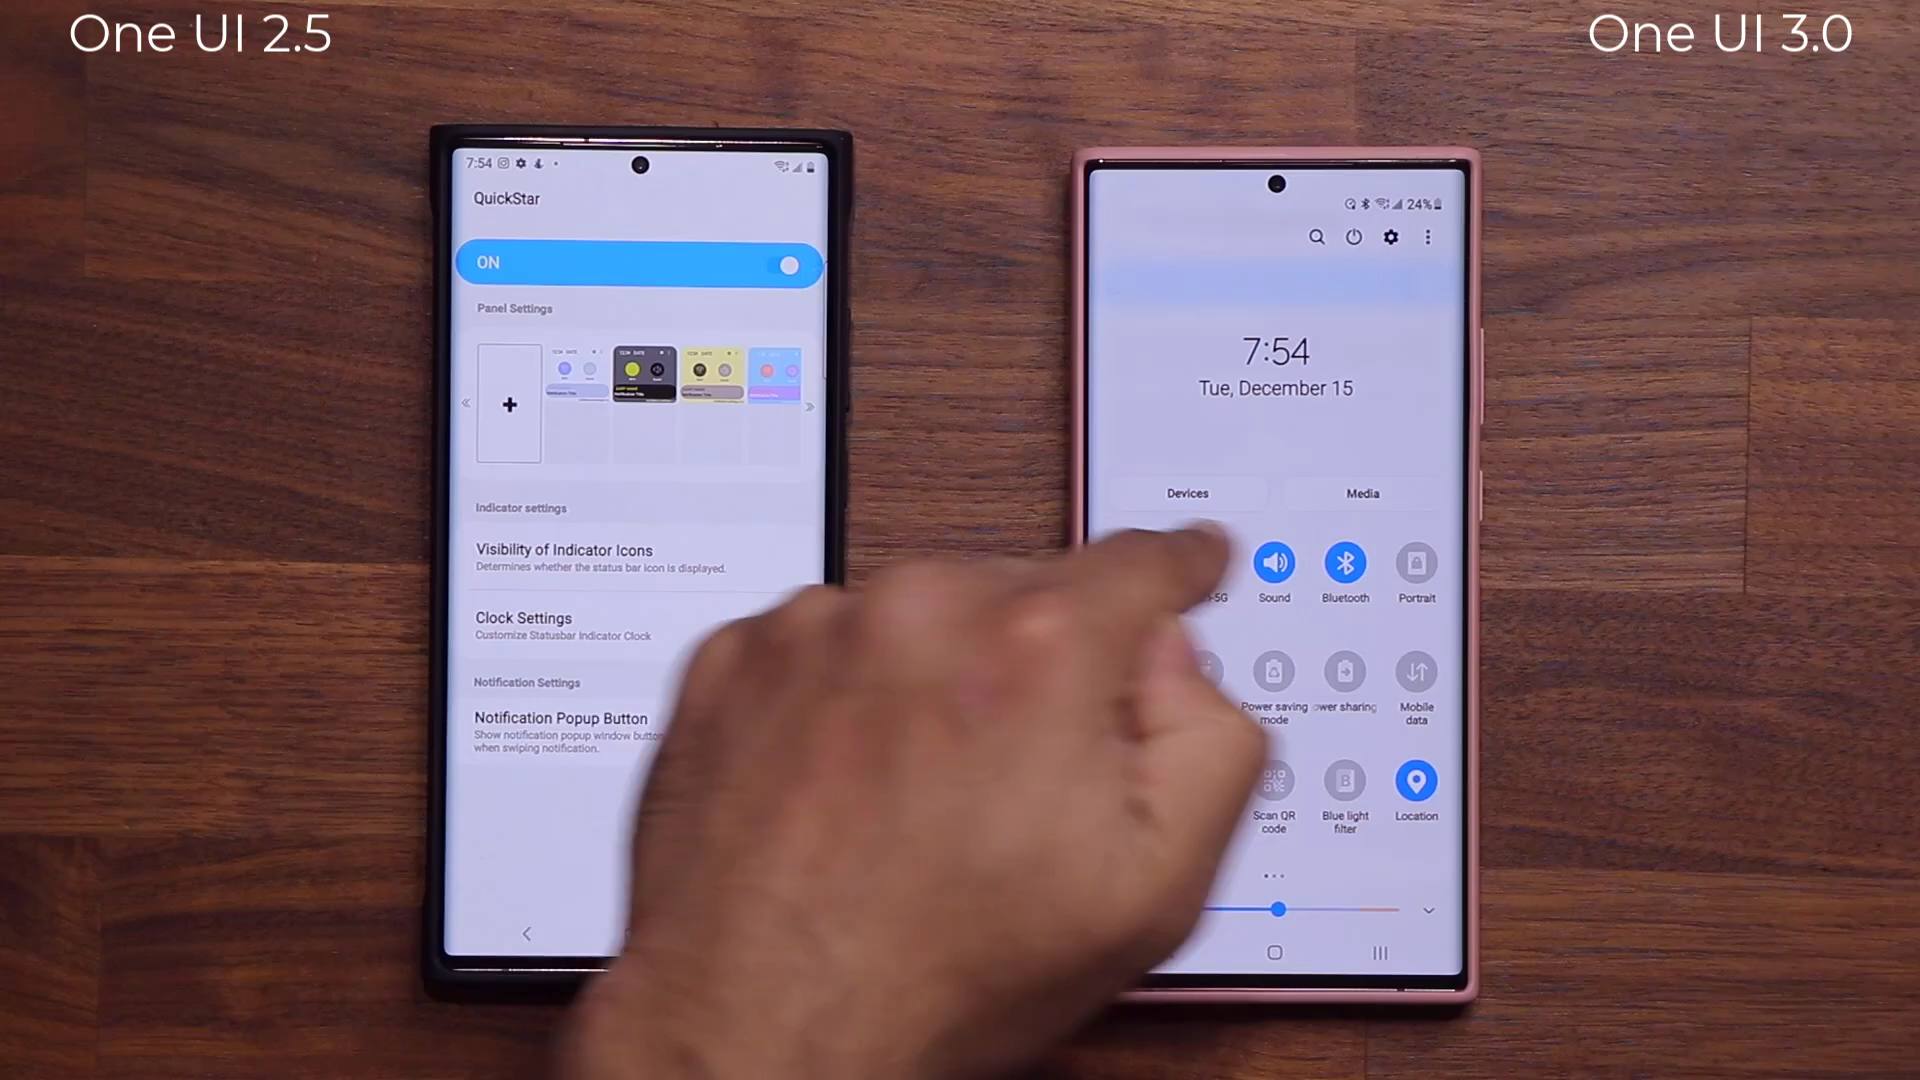 One UI 2.5
One UI 3.0
7:54
QuickStar
ON
Panel Settings
Indicator settings
Visibility of Indicator Icons
Determines whether the status bar icon is displayed.
Clock Settings
Customize Statusbar Indicator Clock
Notification Settings
Notification Popup Button
Show notification popup window button
when swiping notification.
24%
7:54
Tue, December 15
Devices
Media
5G
Sound
Bluetooth
Portrait
Power saving
mode
ower sharing
Mobile
data
Scan QR
code
Blue light
filter
Location